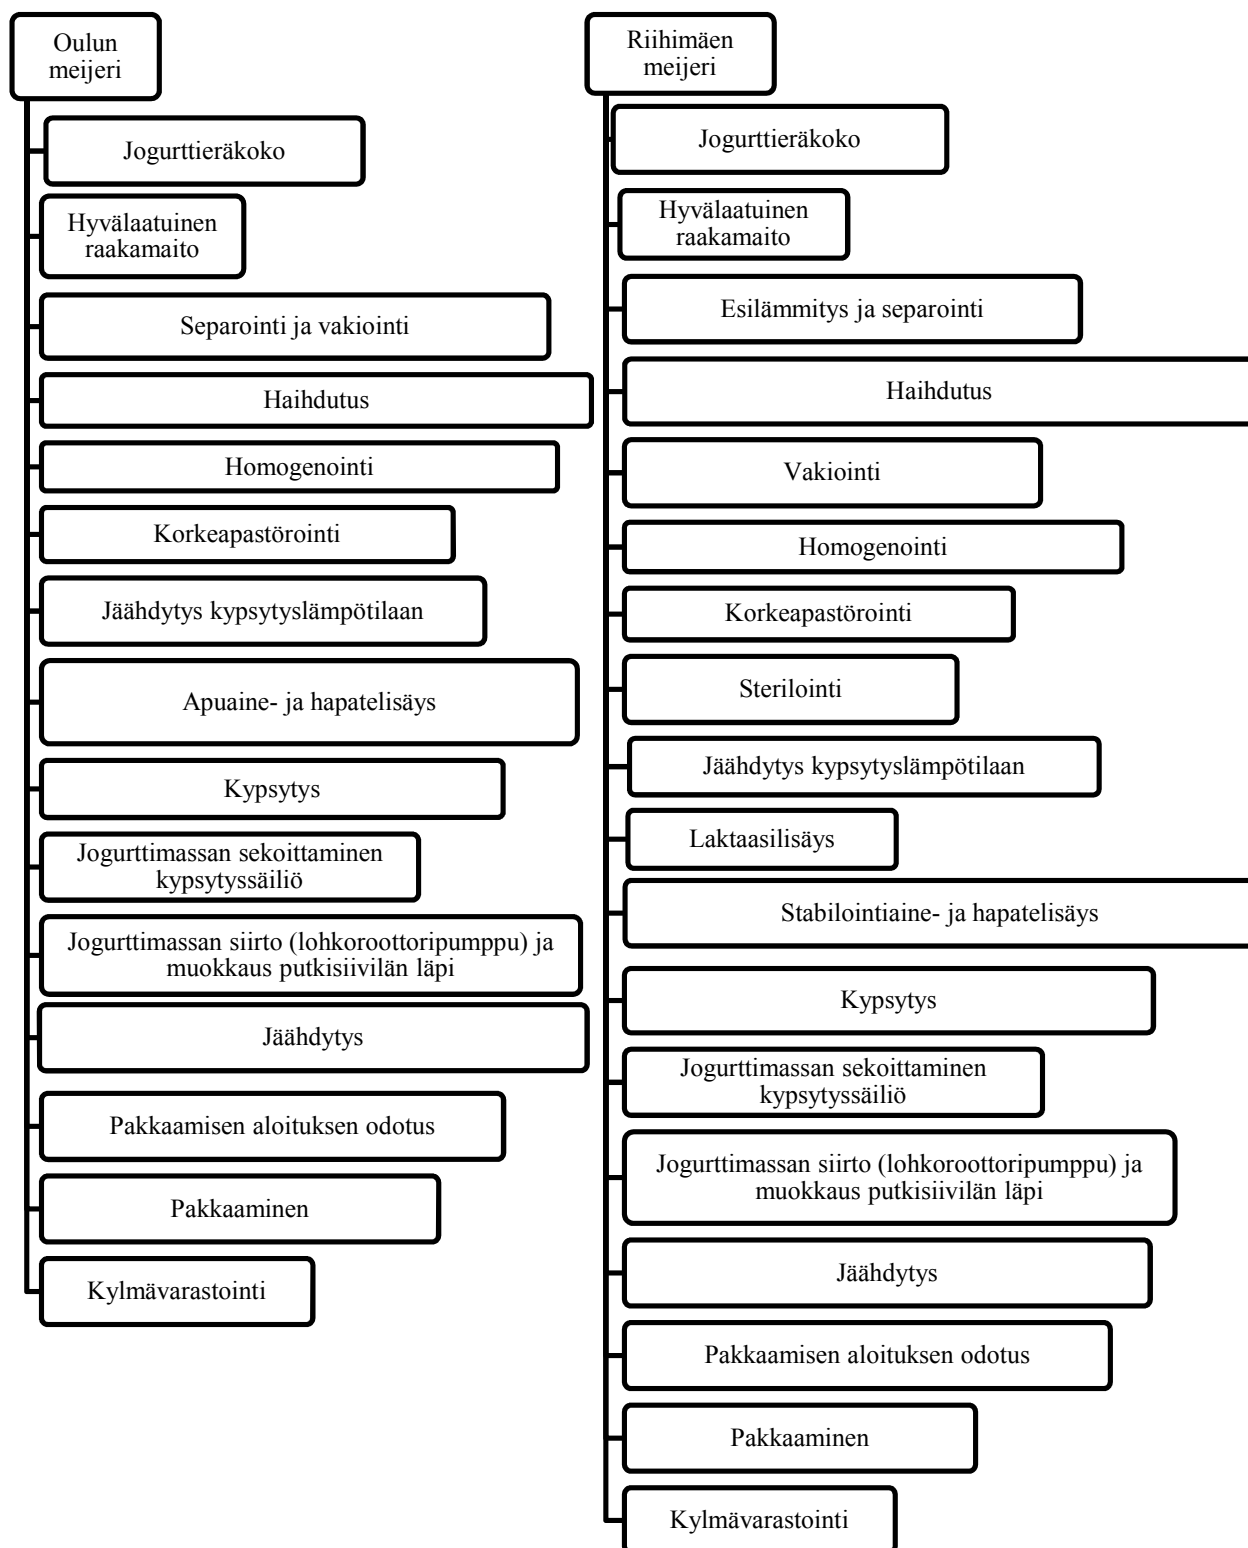 Oulun
meijeri
Jogurttieräkoko
Hyvälaatuinen
raakamaito
Separointi ja vakiointi
Haihdutus
Homogenointi
Korkeapastörointi
Jäähdytys kypsytyslämpötilaan
Apuaine- ja hapatelisäys
Kypsytys
Jogurttimassan sekoittaminen
kypsytyssäiliö
Jogurttimassan siirto (lohkoroottoripumppu) ja
muokkaus putkisiivilän läpi
Jäähdytys
Pakkaamisen aloituksen odotus
Pakkaaminen
Kylmävarastointi
Riihimäen
meijeri
Jogurttieräkoko
Hyvälaatuinen
raakamaito
Esilämmitys ja separointi
Haihdutus
Vakiointi
Homogenointi
Korkeapastörointi
Sterilointi
Jäähdytys kypsytyslämpötilaan
Laktaasilisäys
Stabilointiaine- ja hapatelisäys
Kypsytys
Jogurttimassan sekoittaminen
kypsytyssäiliö
Jogurttimassan siirto (lohkoroottoripumppu) ja
muokkaus putkisiivilän läpi
Jäähdytys
Pakkaamisen aloituksen odotus
Pakkaaminen
Kylmävarastointi